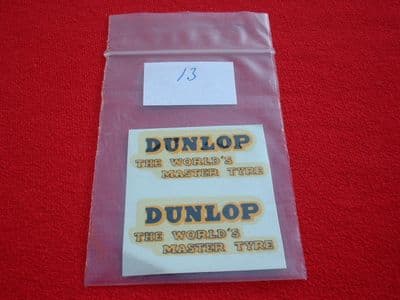 13
DUNLOP
THE WORLD'S
MASTER TYRE
DUNLOP
THE WORLD'S
MASTER TYRE